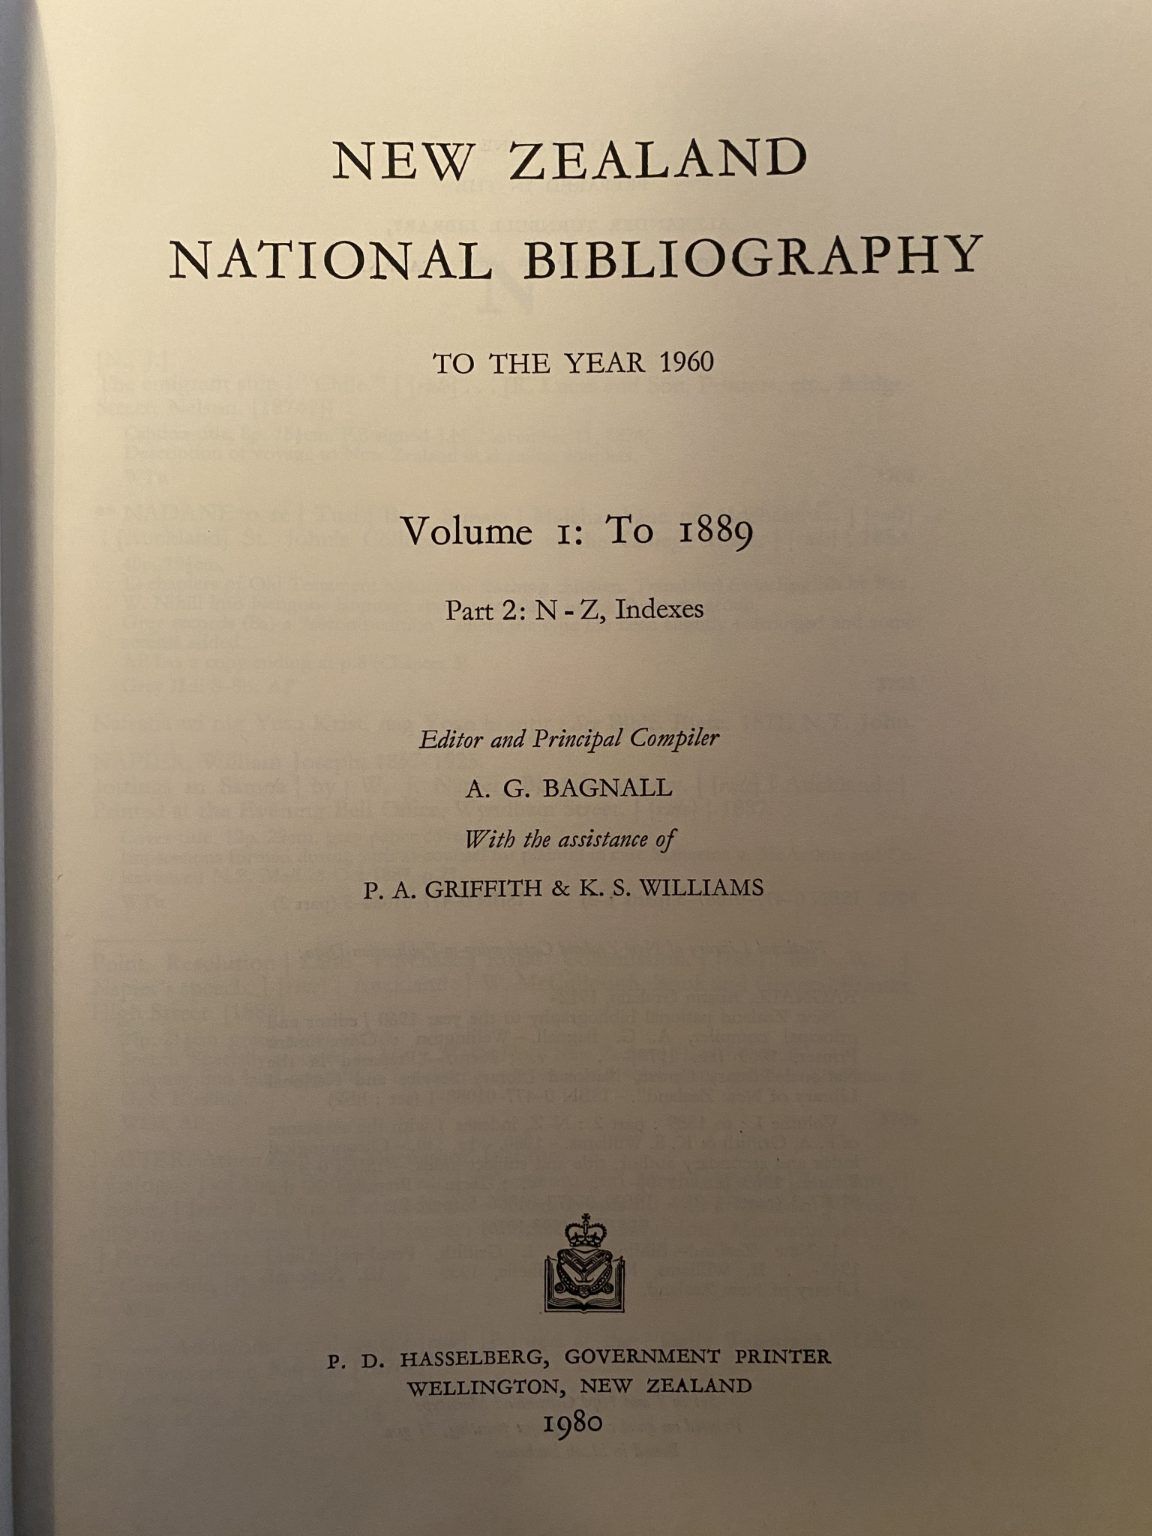 NEW ZEALAND
NATIONAL BIBLIOGRAPHY
TO THE YEAR 1960
Volume 1: To 1889
Part 2: N - Z, Indexes
Editor and Principal Compiler
A. G. BAGNALL
With the assistance of
P. A. GRIFFITH & K. S. WILLIAMS
P. D. HASSELBERG, GOVERNMENT PRINTER
WELLINGTON, NEW ZEALAND
1980